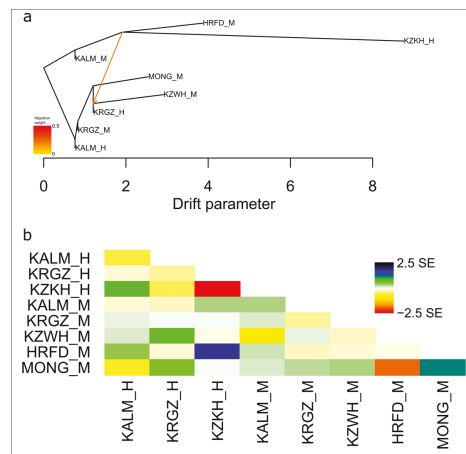 a
HRFD_M
KZKH_H
KALM_M
MONG_M
KZWH_M
KRGZ_H
KRGZ_M
KALM_H
Migration
weight
0.5
0
0 2 4 6 8
Drift parameter
b
KALM_H
KRGZ_H
KZKH_H
KALM_M
KRGZ_M
KZWH_M
HRFD_M
MONG_M
2.5 SE
−2.5 SE
KALM_H KRGZ_H KZKH_H KALM_M KRGZ_M KZWH_M HRFD_M MONG_M